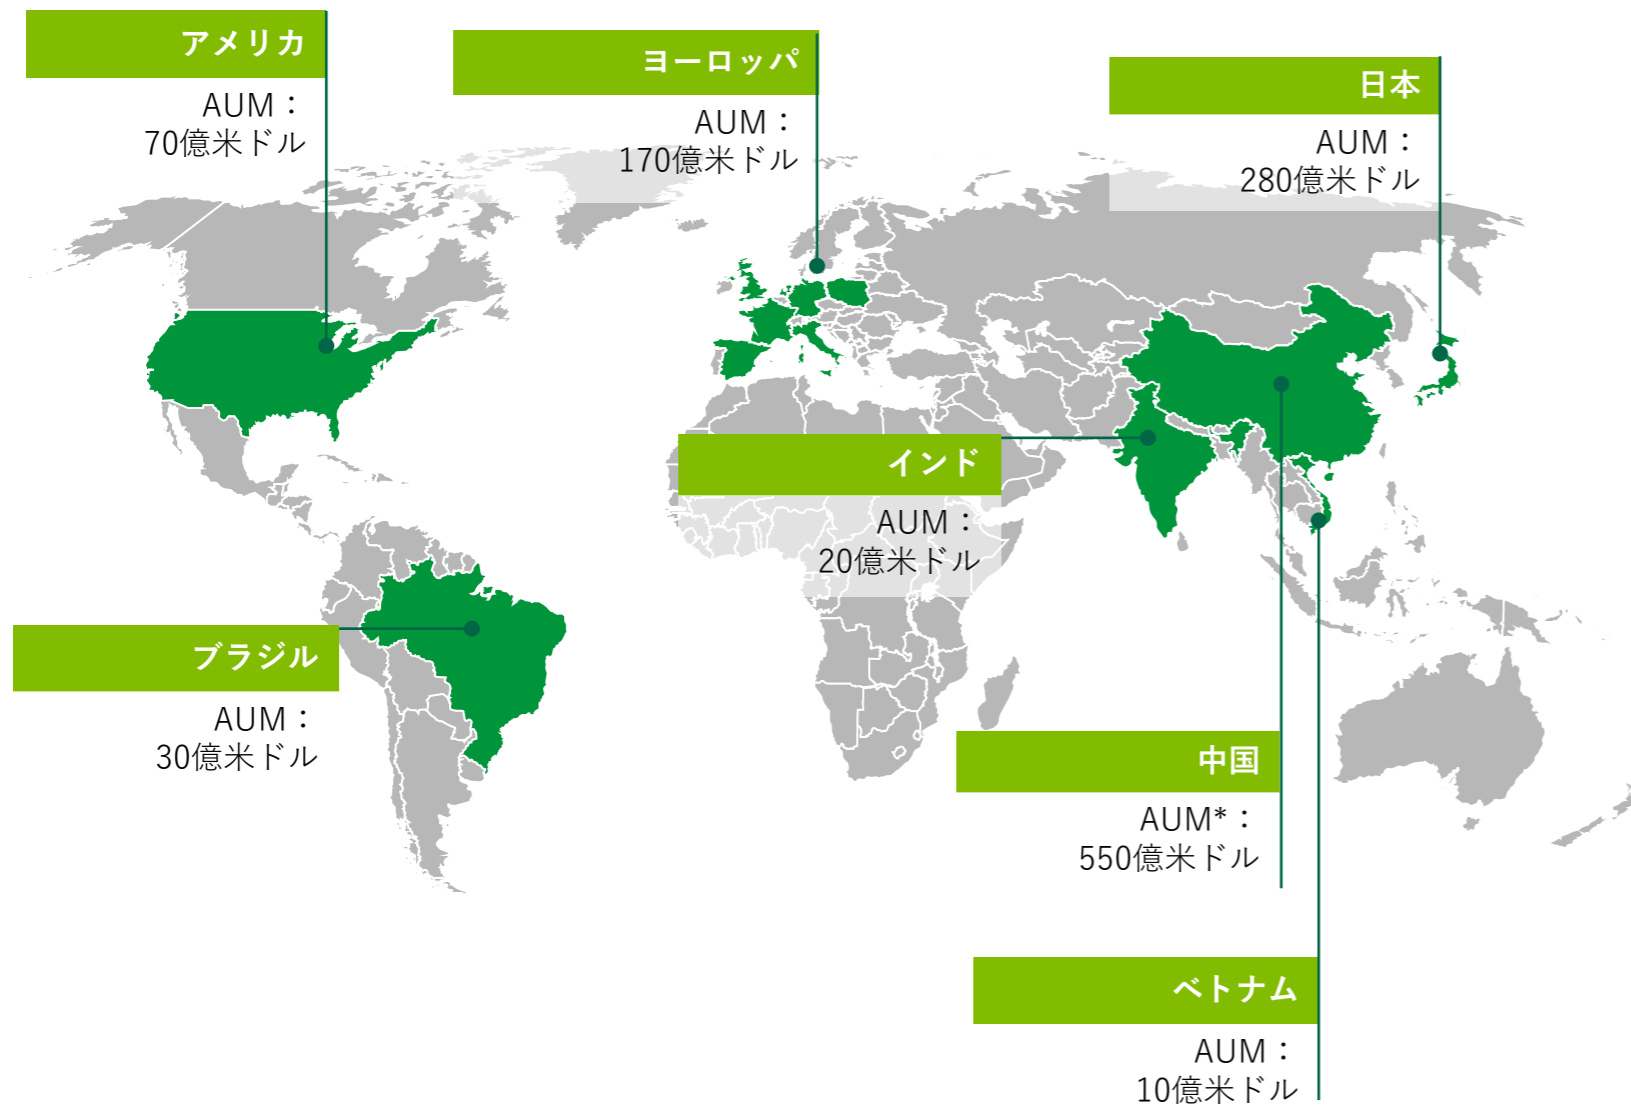 アメリカ
AUM：
70億米ドル
ヨーロッパ
AUM：
170億米ドル
日本
AUM：
280億米ドル
インド
AUM：
20億米ドル
ブラジル
AUM：
30億米ドル
中国
AUM*：
550億米ドル
ベトナム
AUM：
10億米ドル